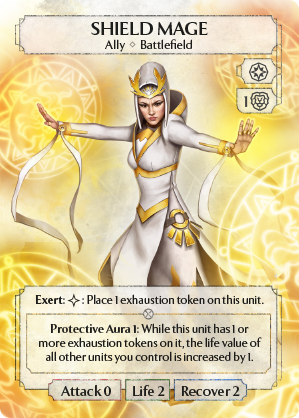 SHIELD MAGE
Ally ⟡ Battlefield
1
Exert: ⟡: Place 1 exhaustion token on this unit.
Protective Aura 1: While this unit has 1 or
more exhaustion tokens on it, the life value of
all other units you control is increased by 1.
Attack 0 Life 2 Recover 2